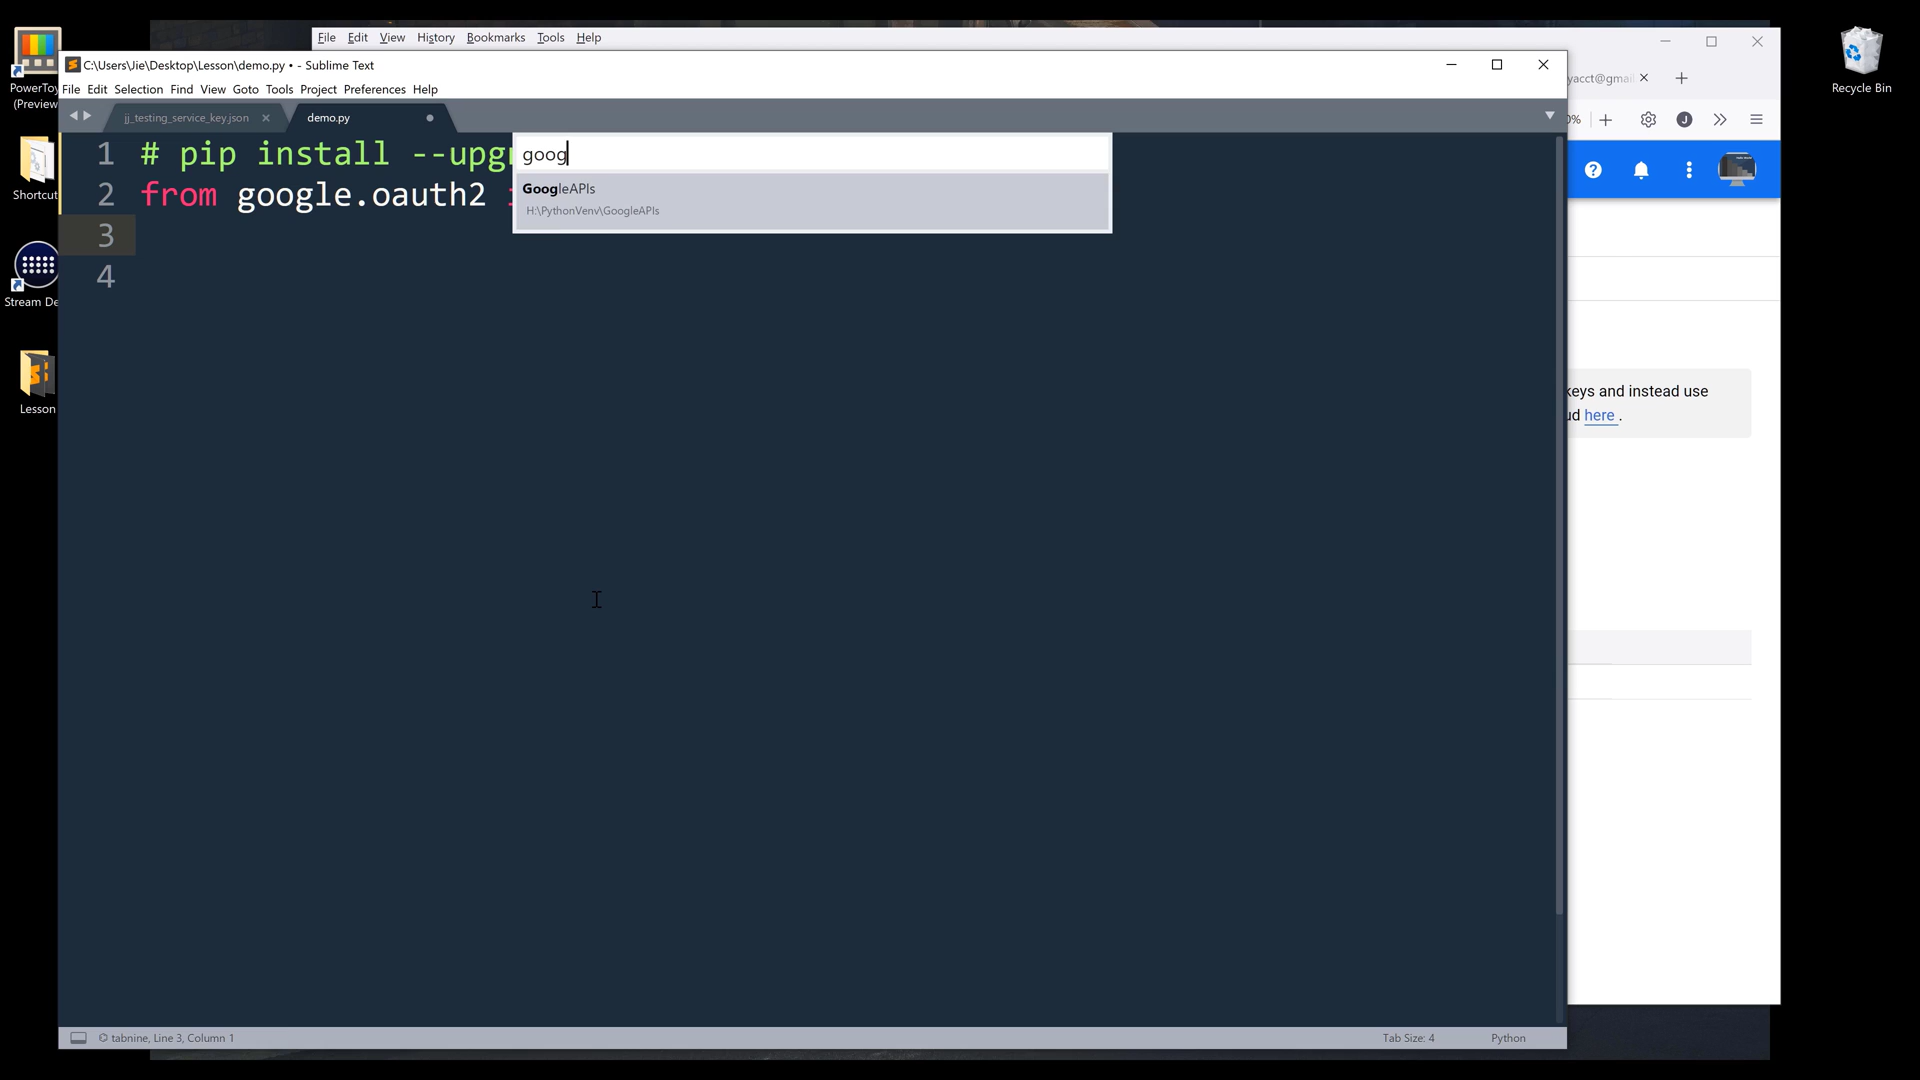 PowerToy
(Preview
Shortcut
Stream De
Lesson
Recycle Bin
File Edit View History Bookmarks Tools Help
C:\Users\Jie\Desktop\Lesson\demo.py • - Sublime Text
File Edit Selection Find View Goto Tools Project Preferences Help
jj_testing_service_key.json
demo.py
1 # pip install --upgr
2 from google.oauth2 i
3
4
goog
GoogleAPIs
H:\PythonVenv\GoogleAPIs
yacct@gmai
0%
J
keys and instead use
ud here .
tabnine, Line 3, Column 1
Tab Size: 4
Python